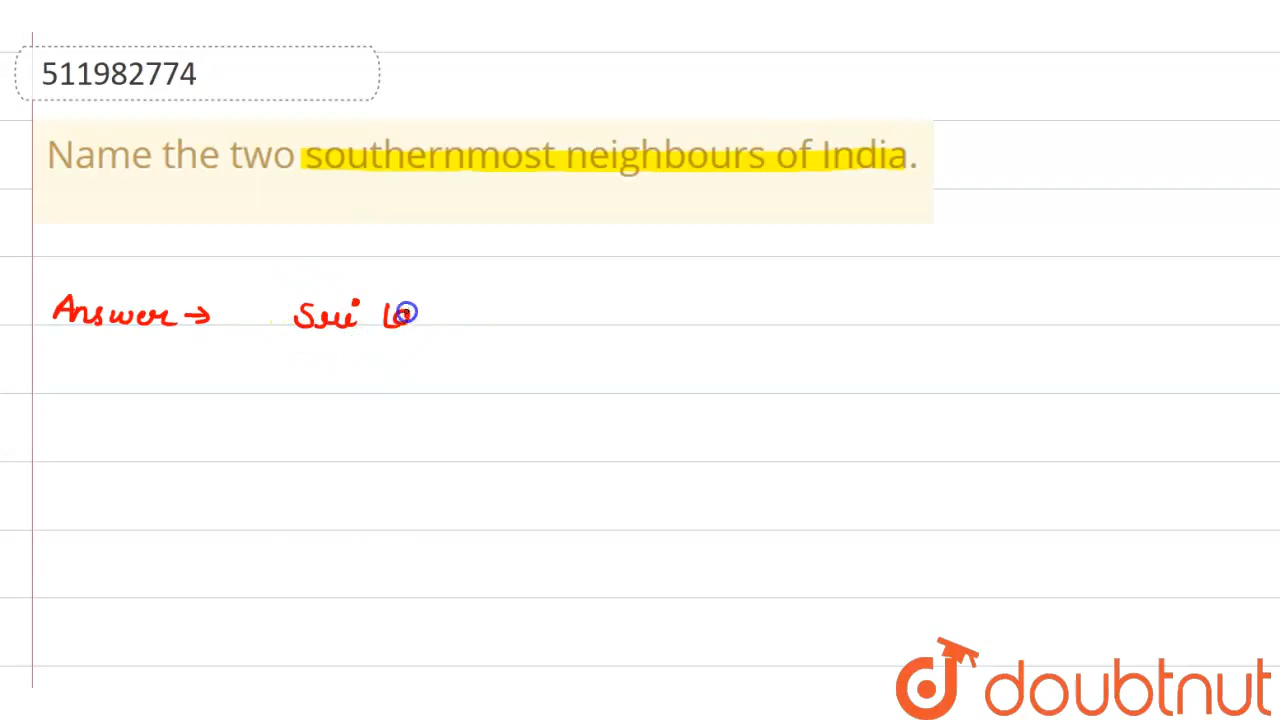 511982774
Name the two southernmost neighbours of India.
Answer → Sri
doubtnut